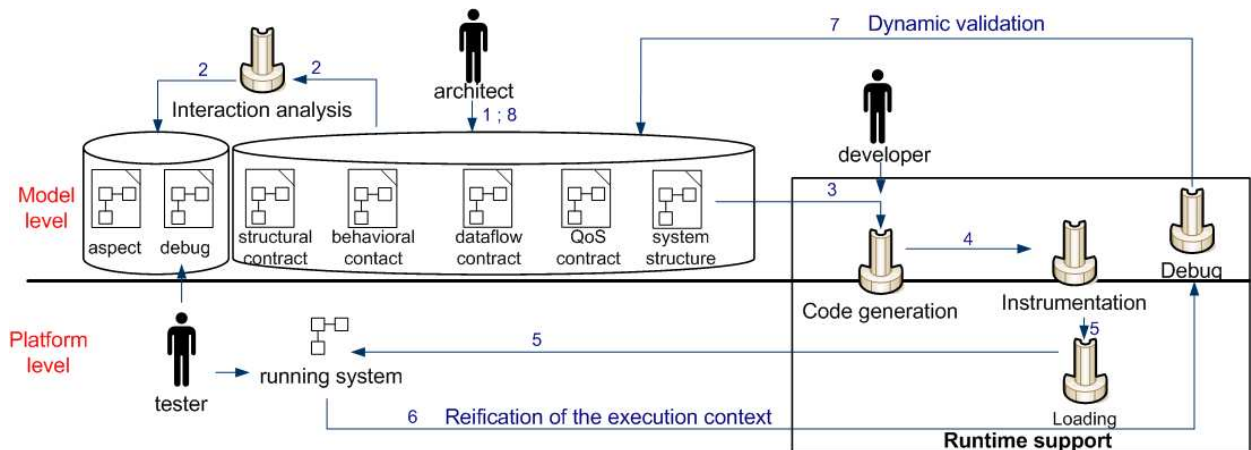 7 Dynamic validation
2
2
Interaction analysis
architect
1 ; 8
developer
Model
level
aspect
debug
structural
contract
behavioral
contact
dataflow
contract
QoS
contract
system
structure
3
4
Code generation
Instrumentation
Debug
Platform
level
tester
running system
5
5
Loading
6 Reification of the execution context
Runtime support